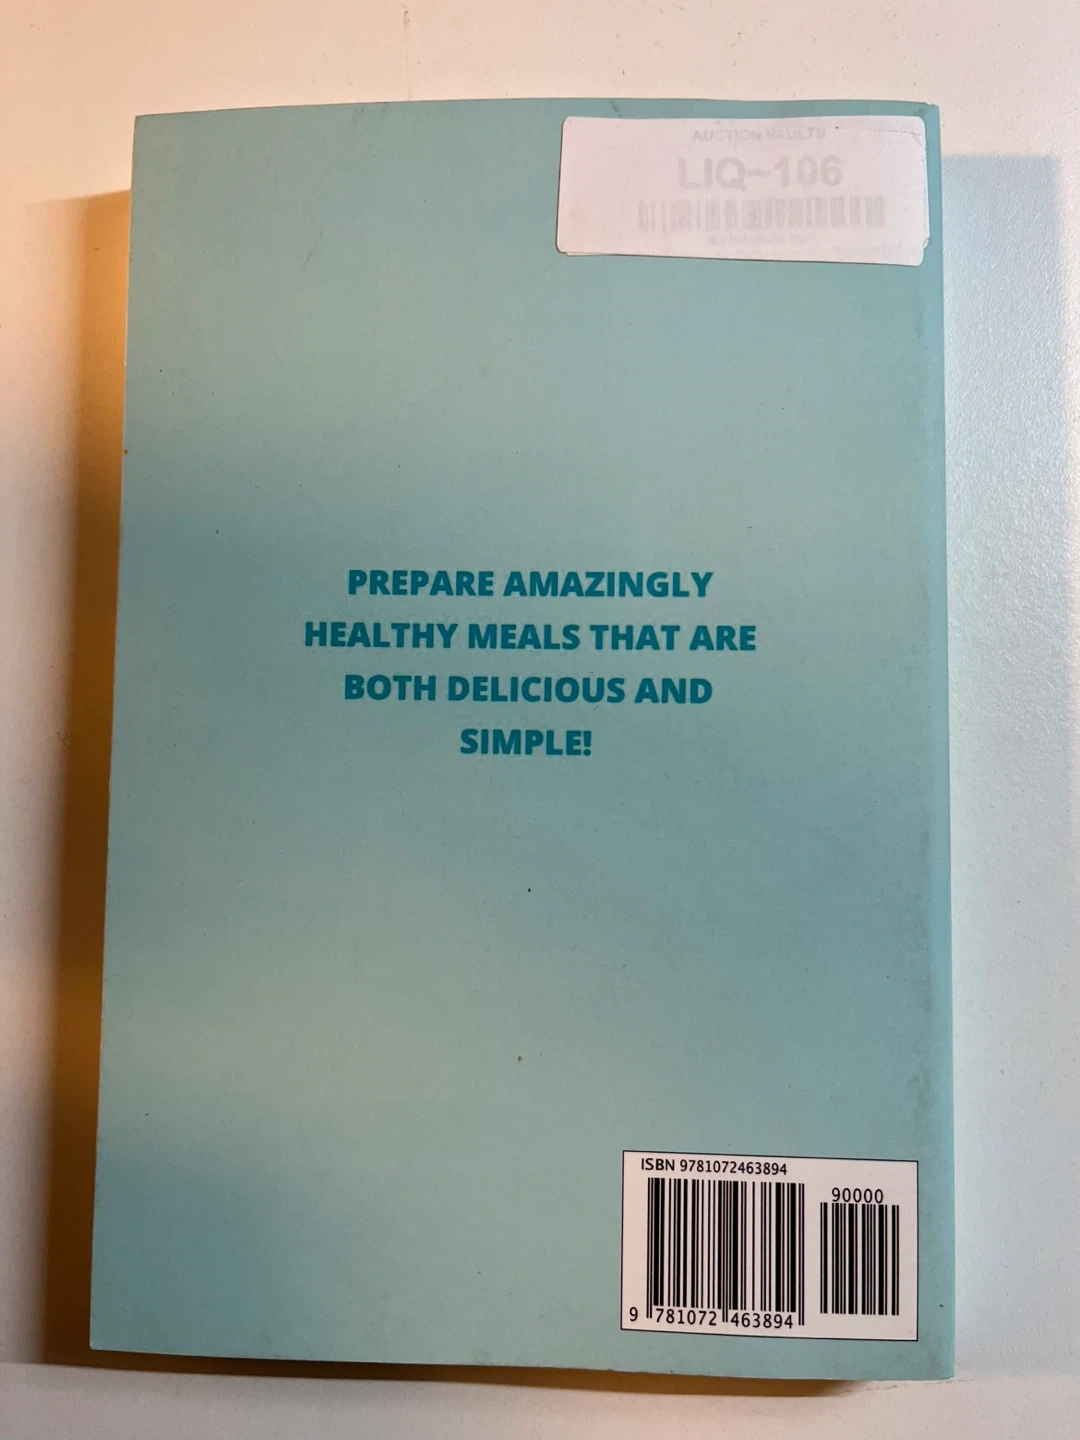 AUCTION VAULTS
LIQ-106
PREPARE AMAZINGLY
HEALTHY MEALS THAT ARE
BOTH DELICIOUS AND
SIMPLE!
ISBN 9781072463894
90000
9 781072 463894